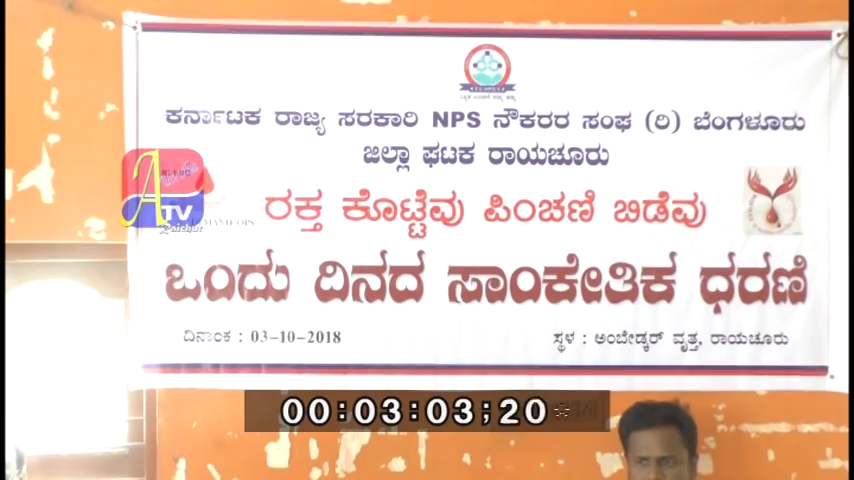 ಕರ್ನಾಟಕ ರಾಜ್ಯ ಸರಕಾರಿ NPS ನೌಕರರ ಸಂಘ (ರಿ) ಬೆಂಗಳೂರು
ಜಿಲ್ಲಾ ಘಟಕ ರಾಯಚೂರು
A TV
Raichur
ರಕ್ತ ಕೊಟ್ಟೆವು ಪಿಂಚಣಿ ಬಿಡೆವು
ಒಂದು ದಿನದ ಸಾಂಕೇತಿಕ ಧರಣಿ
ದಿನಾಂಕ : 03-10-2018
ಸ್ಥಳ : ಅಂಬೇಡ್ಕರ್ ವೃತ್ತ, ರಾಯಚೂರು
00:03:03;20